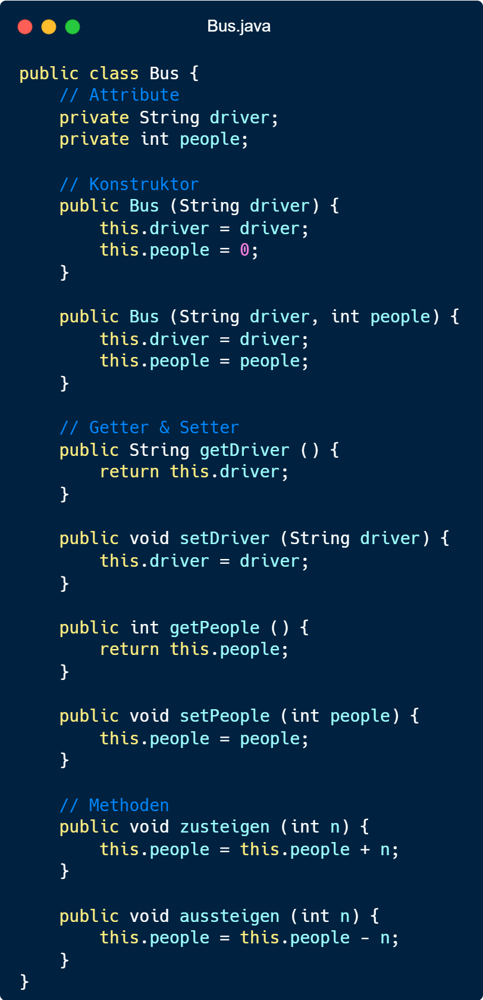 Bus.java
public class Bus {
    // Attribute
    private String driver;
    private int people;

    // Konstruktor
    public Bus (String driver) {
        this.driver = driver;
        this.people = 0;
    }

    public Bus (String driver, int people) {
        this.driver = driver;
        this.people = people;
    }

    // Getter & Setter
    public String getDriver () {
        return this.driver;
    }

    public void setDriver (String driver) {
        this.driver = driver;
    }

    public int getPeople () {
        return this.people;
    }

    public void setPeople (int people) {
        this.people = people;
    }

    // Methoden
    public void zusteigen (int n) {
        this.people = this.people + n;
    }

    public void aussteigen (int n) {
        this.people = this.people - n;
    }
}